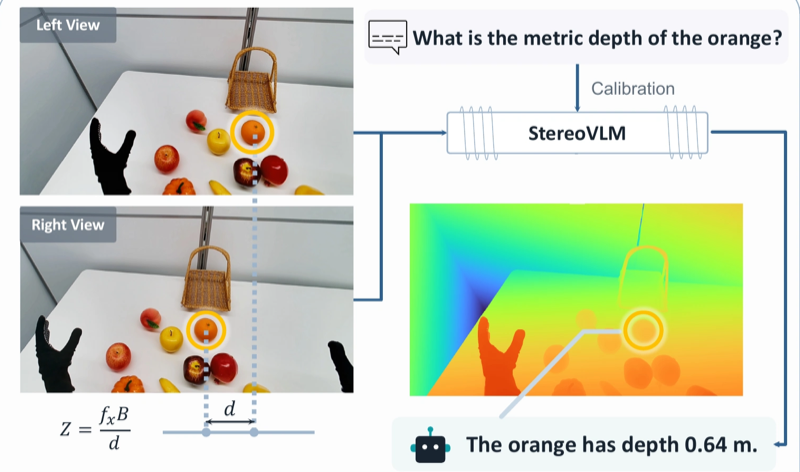 Left View
What is the metric depth of the orange?
Calibration
StereoVLM
Right View
Z = fₓB / d
d
The orange has depth 0.64 m.